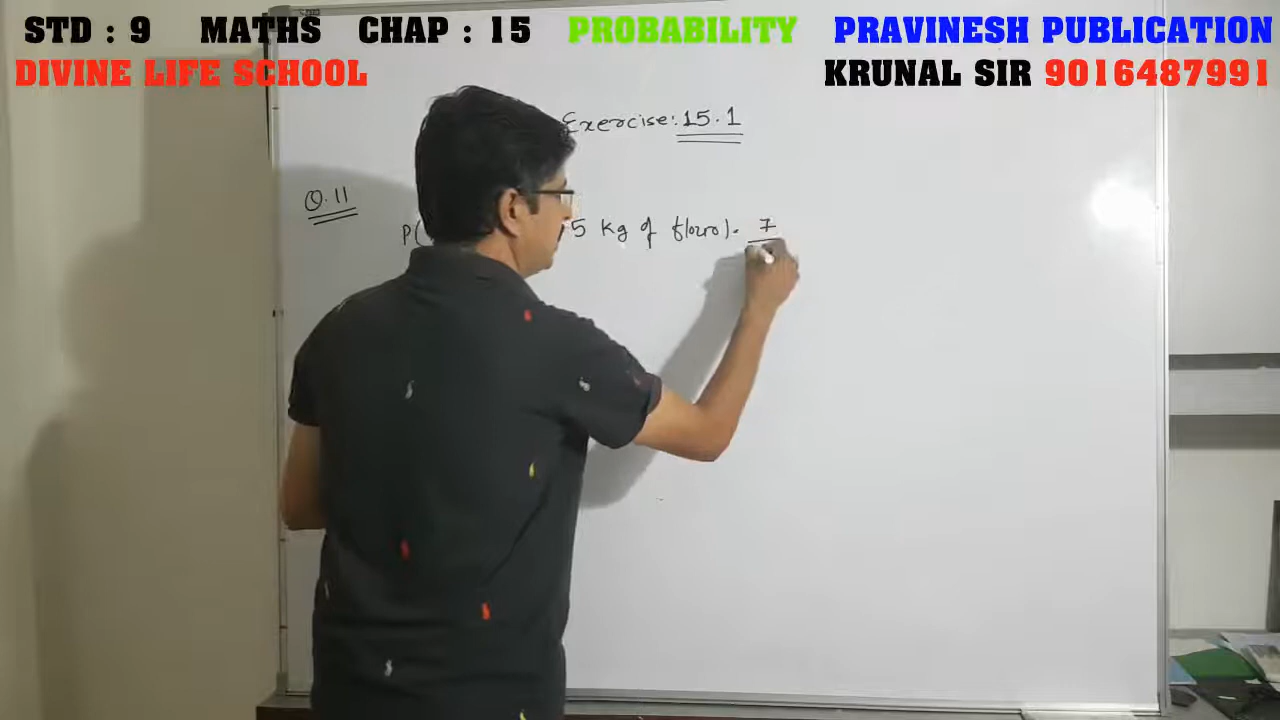 STD : 9 MATHS CHAP : 15 PROBABILITY PRAVINESH PUBLICATION
DIVINE LIFE SCHOOL KRUNAL SIR 9016487991
Exercise: 15.1
Q.11
P( 5 kg of flour) = 7